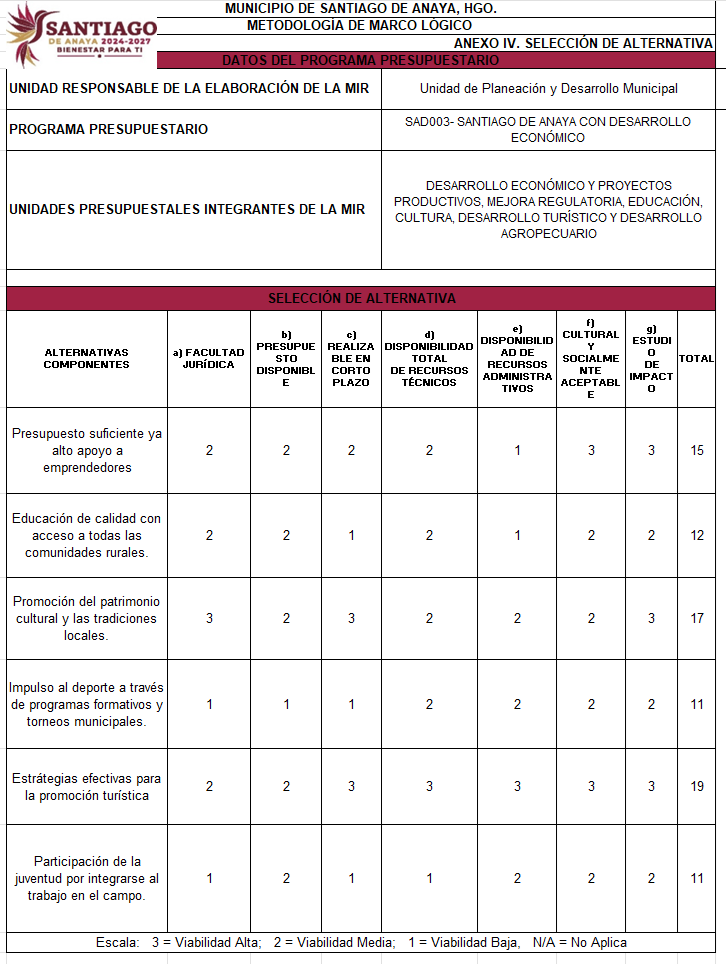 SANTIAGO
DE ANAYA 2024-2027
BIENESTAR PARA TI
MUNICIPIO DE SANTIAGO DE ANAYA, HGO.
METODOLOGÍA DE MARCO LÓGICO
ANEXO IV. SELECCIÓN DE ALTERNATIVA
DATOS DEL PROGRAMA PRESUPUESTARIO
UNIDAD RESPONSABLE DE LA ELABORACIÓN DE LA MIR
Unidad de Planeación y Desarrollo Municipal
PROGRAMA PRESUPUESTARIO
SAD003- SANTIAGO DE ANAYA CON DESARROLLO
ECONÓMICO
UNIDADES PRESUPUESTALES INTEGRANTES DE LA MIR
DESARROLLO ECONÓMICO Y PROYECTOS
PRODUCTIVOS, MEJORA REGULATORIA, EDUCACIÓN,
CULTURA, DESARROLLO TURÍSTICO Y DESARROLLO
AGROPECUARIO
SELECCIÓN DE ALTERNATIVA
ALTERNATIVAS
COMPONENTES
a) FACULTAD
JURÍDICA
b)
PRESUPUE
STO
DISPONIBL
E
c)
REALIZA
BLE EN
CORTO
PLAZO
d)
DISPONIBILIDAD
TOTAL
DE RECURSOS
TÉCNICOS
e)
DISPONIBILID
AD DE
RECURSOS
ADMINISTRA
TIVOS
f)
CULTURAL
Y
SOCIALME
NTE
ACEPTABL
E
g)
ESTUDI
O
DE
IMPACT
O
TOTAL
Presupuesto suficiente ya
alto apoyo a
emprendedores
2 2 2 2 1 3 3 15
Educación de calidad con
acceso a todas las
comunidades rurales.
2 2 1 2 1 2 2 12
Promoción del patrimonio
cultural y las tradiciones
locales.
3 2 3 2 2 2 3 17
Impulso al deporte a través
de programas formativos y
torneos municipales.
1 1 1 2 2 2 2 11
Estrátegias efectivas para
la promoción turística
2 2 3 3 3 3 3 19
Participación de la
juventud por integrarse al
trabajo en el campo.
1 2 1 1 2 2 2 11
Escala: 3 = Viabilidad Alta; 2 = Viabilidad Media; 1 = Viabilidad Baja, N/A = No Aplica